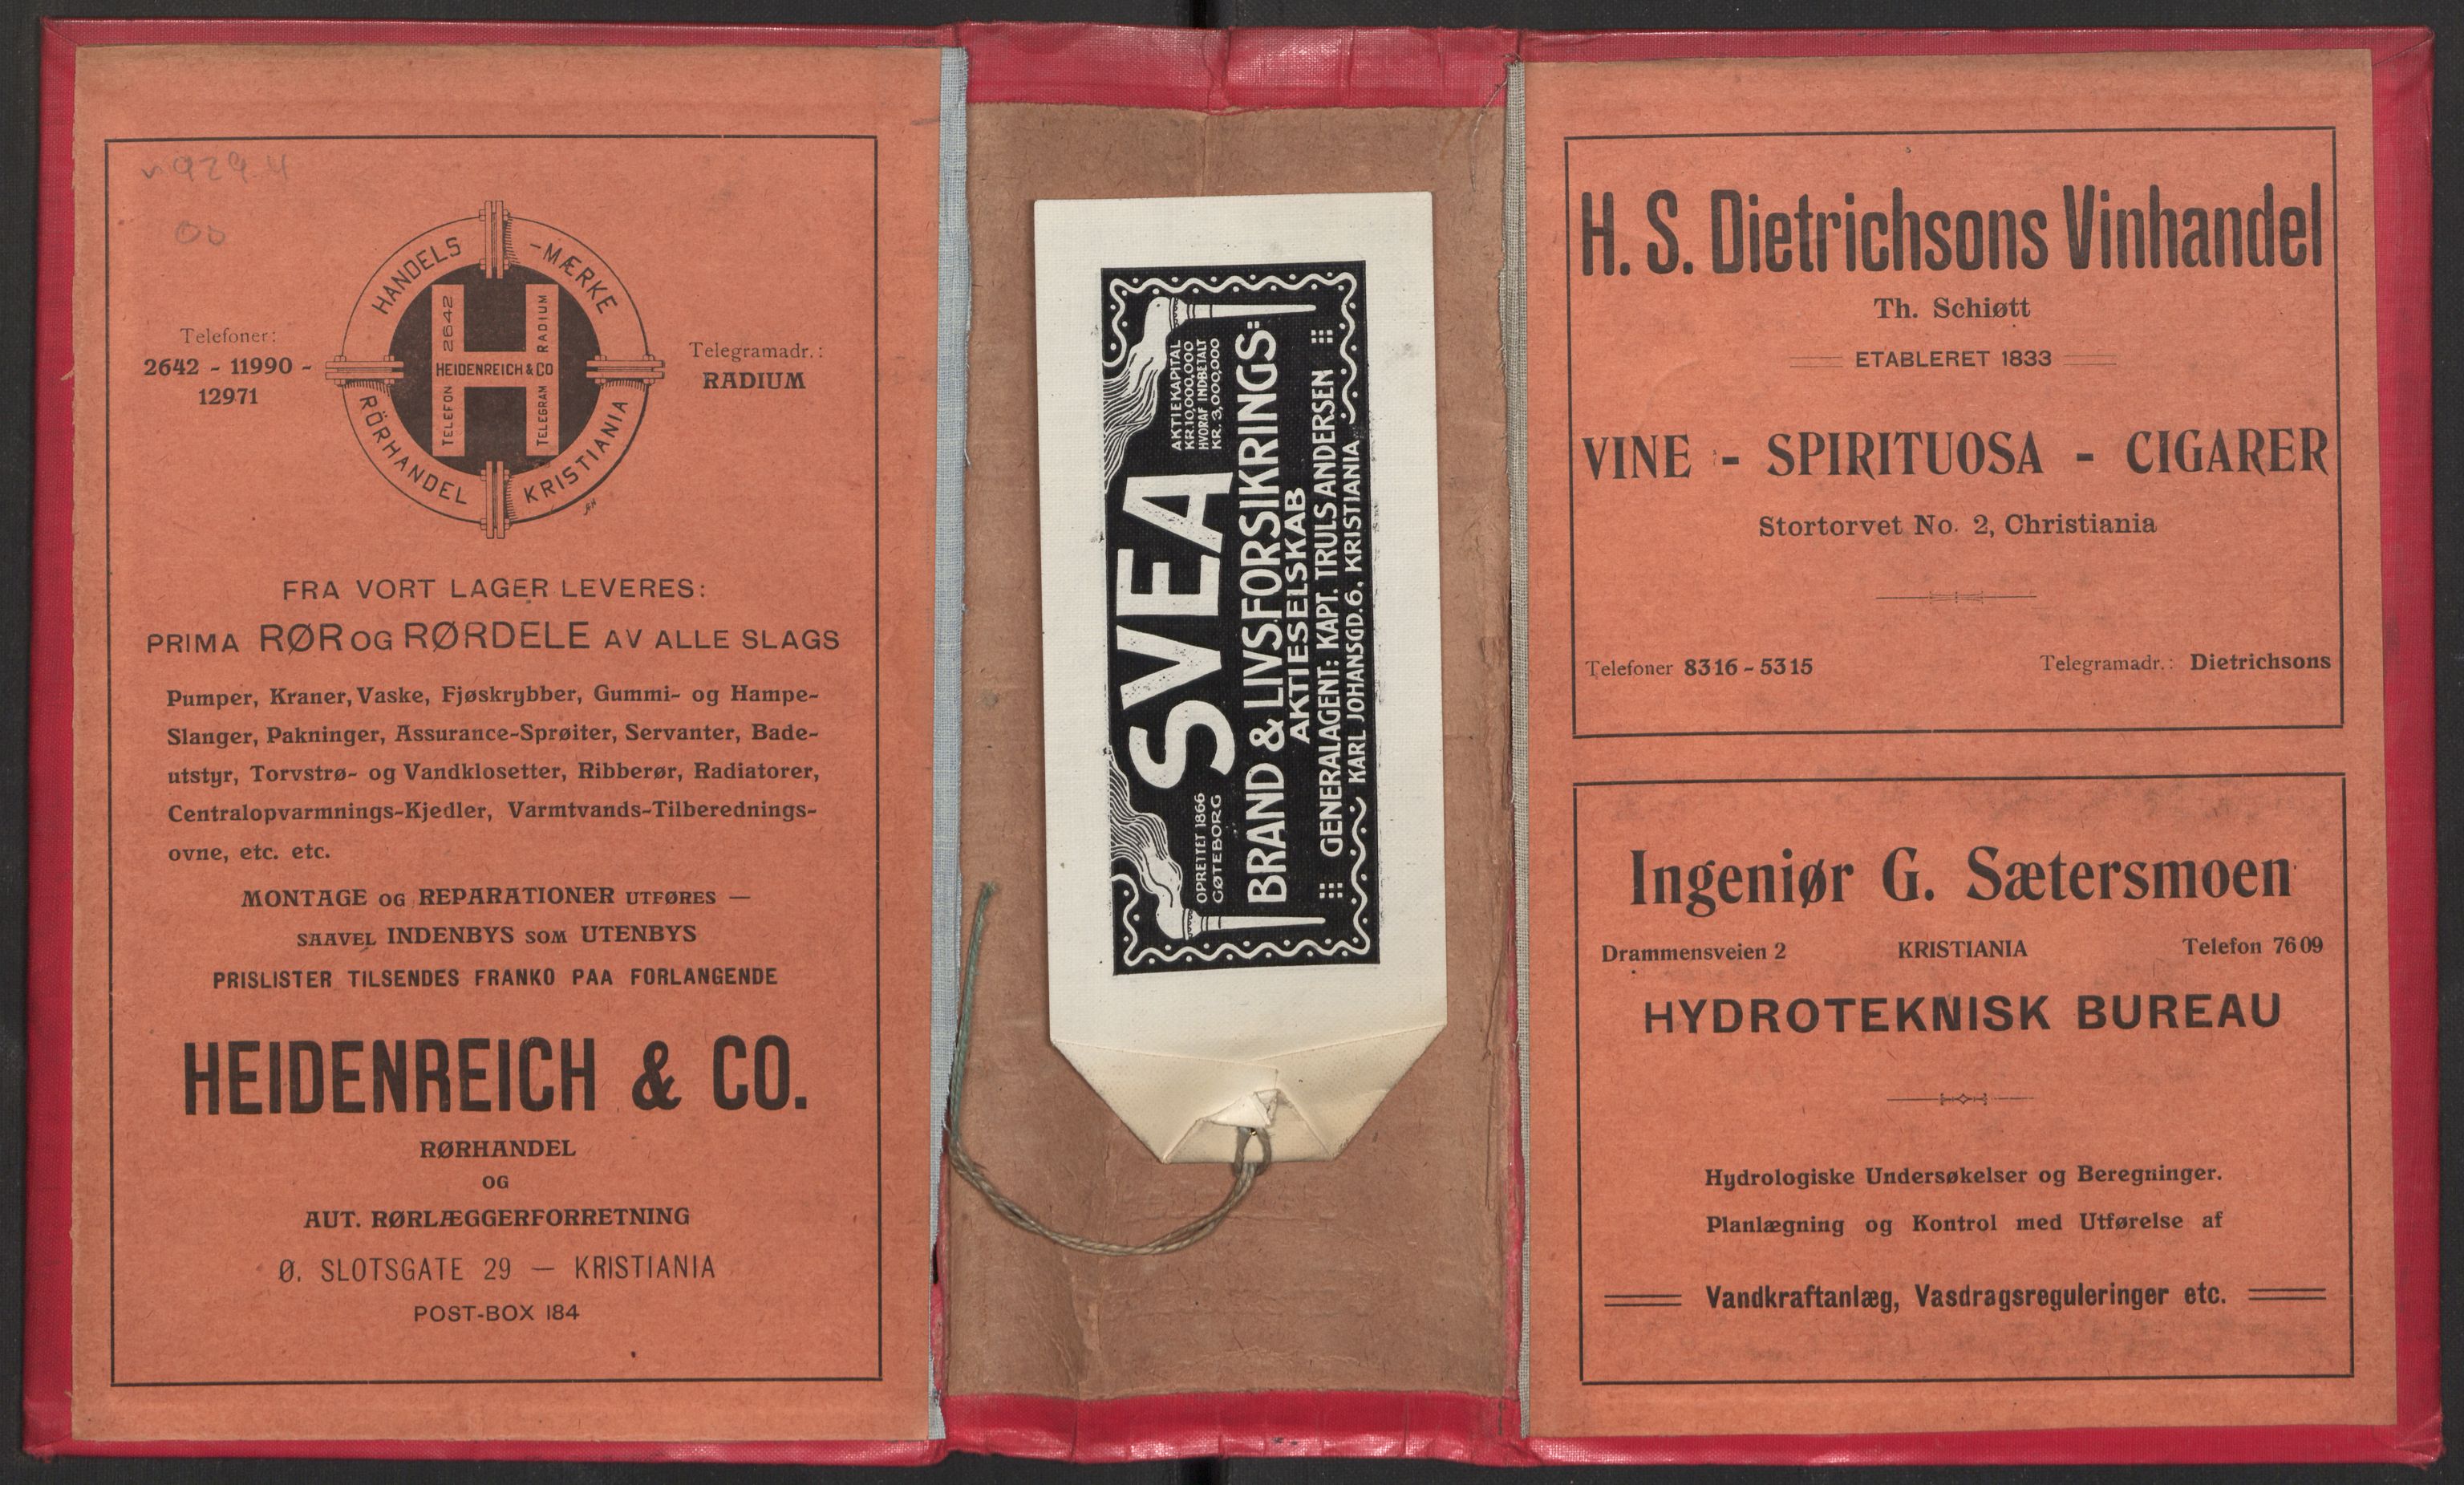 n 929.4
00
HANDELS-MÆRKE
RÖRHANDEL KRISTIANIA
TELEFON 2642
HEIDENREICH & CO
TELEGRAM RADIUM
Telefoner:
2642 - 11990 -
12971
Telegramadr.:
RADIUM
FRA VORT LAGER LEVERES:
PRIMA RØR OG RØRDELE AV ALLE SLAGS
Pumper, Kraner, Vaske, Fjøskrybber, Gummi- og Hampe-
Slanger, Pakninger, Assurance-Sprøiter, Servanter, Bade-
utstyr, Torvstrø- og Vandklosetter, Ribberør, Radiatorer,
Centralopvarmnings-Kjedler, Varmtvands-Tilberednings-
ovne, etc. etc.
MONTAGE OG REPARATIONER UTFØRES —
SAAVEL INDENBYS SOM UTENBYS
PRISLISTER TILSENDES FRANKO PAA FORLANGENDE
HEIDENREICH & CO.
RØRHANDEL
OG
AUT. RØRLÆGGERFORRETNING
Ø. SLOTSGATE 29 — KRISTIANIA
POST-BOX 184
OPRETTET 1866
GØTEBORG
SVEA
AKTIEKAPITAL
KR. 10,000,000
HVORAF INDBETALT
KR. 3,000,000
BRAND & LIVSFORSIKRINGS-
AKTIESELSKAB
GENERALAGENT: KAPT. TRULS ANDERSEN
KARL JOHANSGD. 6. KRISTIANIA
H. S. Dietrichsons Vinhandel
Th. Schiøtt
ETABLERET 1833
VINE - SPIRITUOSA - CIGARER
Stortorvet No. 2, Christiania
Telefoner 8316 - 5315 Telegramadr.: Dietrichsons
Ingeniør G. Sætersmoen
Drammensveien 2 KRISTIANIA Telefon 7609
HYDROTEKNISK BUREAU
Hydrologiske Undersøkelser og Beregninger.
Planlægning og Kontrol med Utførelse af
Vandkraftanlæg, Vasdragsreguleringer etc.